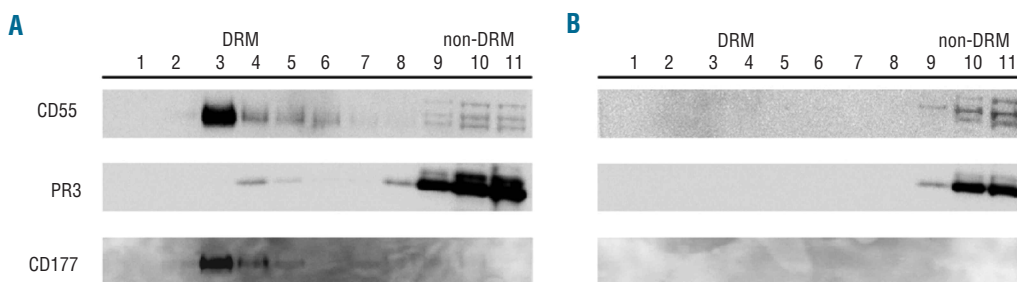 A
DRM non-DRM
1 2 3 4 5 6 7 8 9 10 11
CD55
PR3
CD177
B
DRM non-DRM
1 2 3 4 5 6 7 8 9 10 11